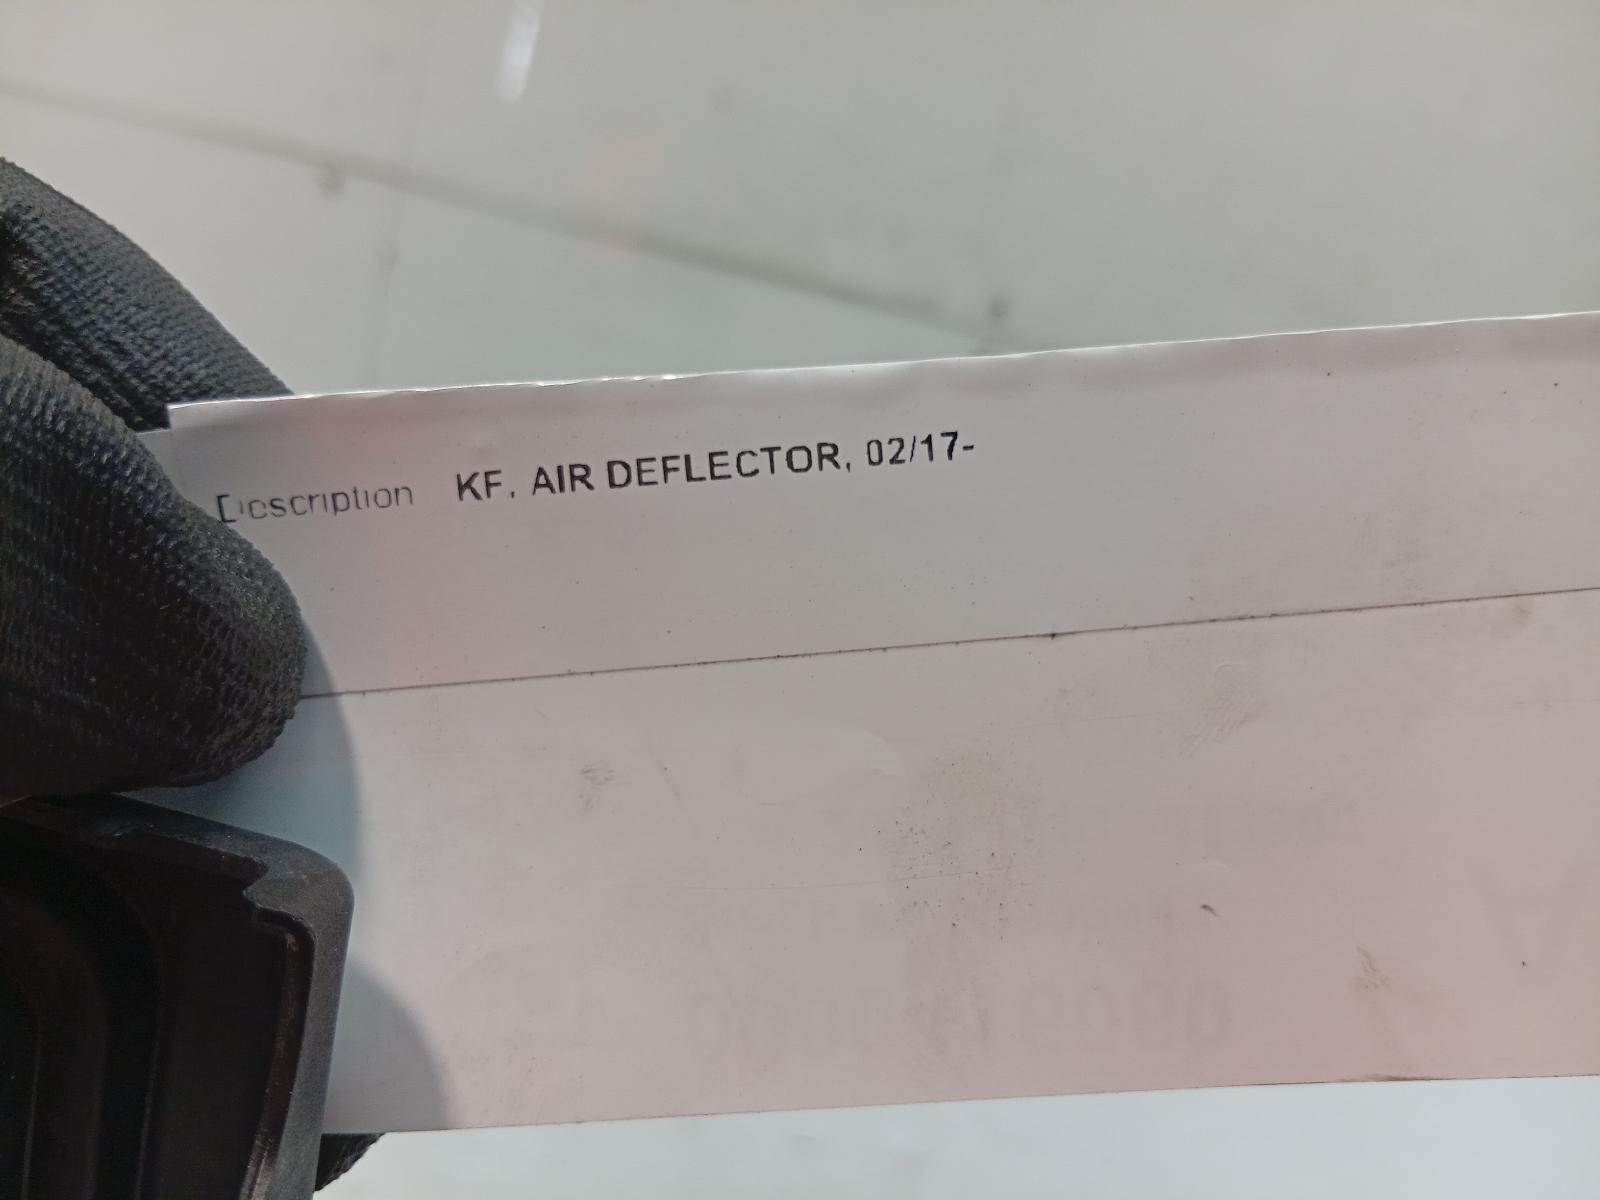 Description KF, AIR DEFLECTOR, 02/17-